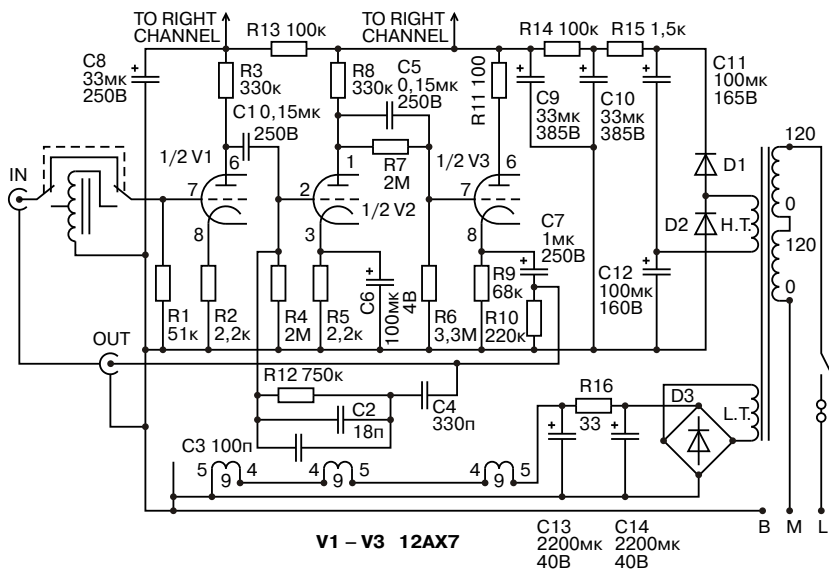 TO RIGHT
CHANNEL
TO RIGHT
CHANNEL
R13 100к
R14 100к
R15 1,5к
C8
33мк
250В
R3
330к
R8
330к
C5
0,15мк
250В
R11 100
C9
33мк
385В
C10
33мк
385В
C11
100мк
165В
C1 0,15мк
250В
R7
2M
IN
1/2 V1
6
7
8
1
2
3
1/2 V2
1/2 V3
6
7
8
D1
D2
H.T.
120
0
120
0
C7
1мк
250В
C12
100мк
160В
R1
51к
R2
2,2к
R4
2M
R5
2,2к
C6
100мк
4В
R6
3,3M
R9
68к
R10
220к
OUT
R12 750к
C2
18п
C4
330п
C3 100п
R16
33
D3
L.T.
5
4
9
4
5
9
4
5
9
C13
2200мк
40В
C14
2200мк
40В
B
M
L
V1 – V3 12AX7